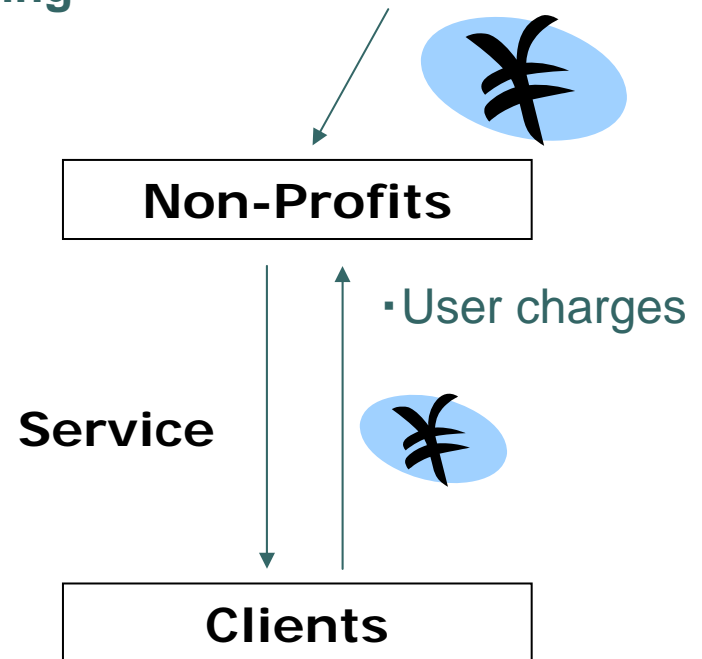 ing
¥
Non-Profits
▪User charges
Service
¥
Clients